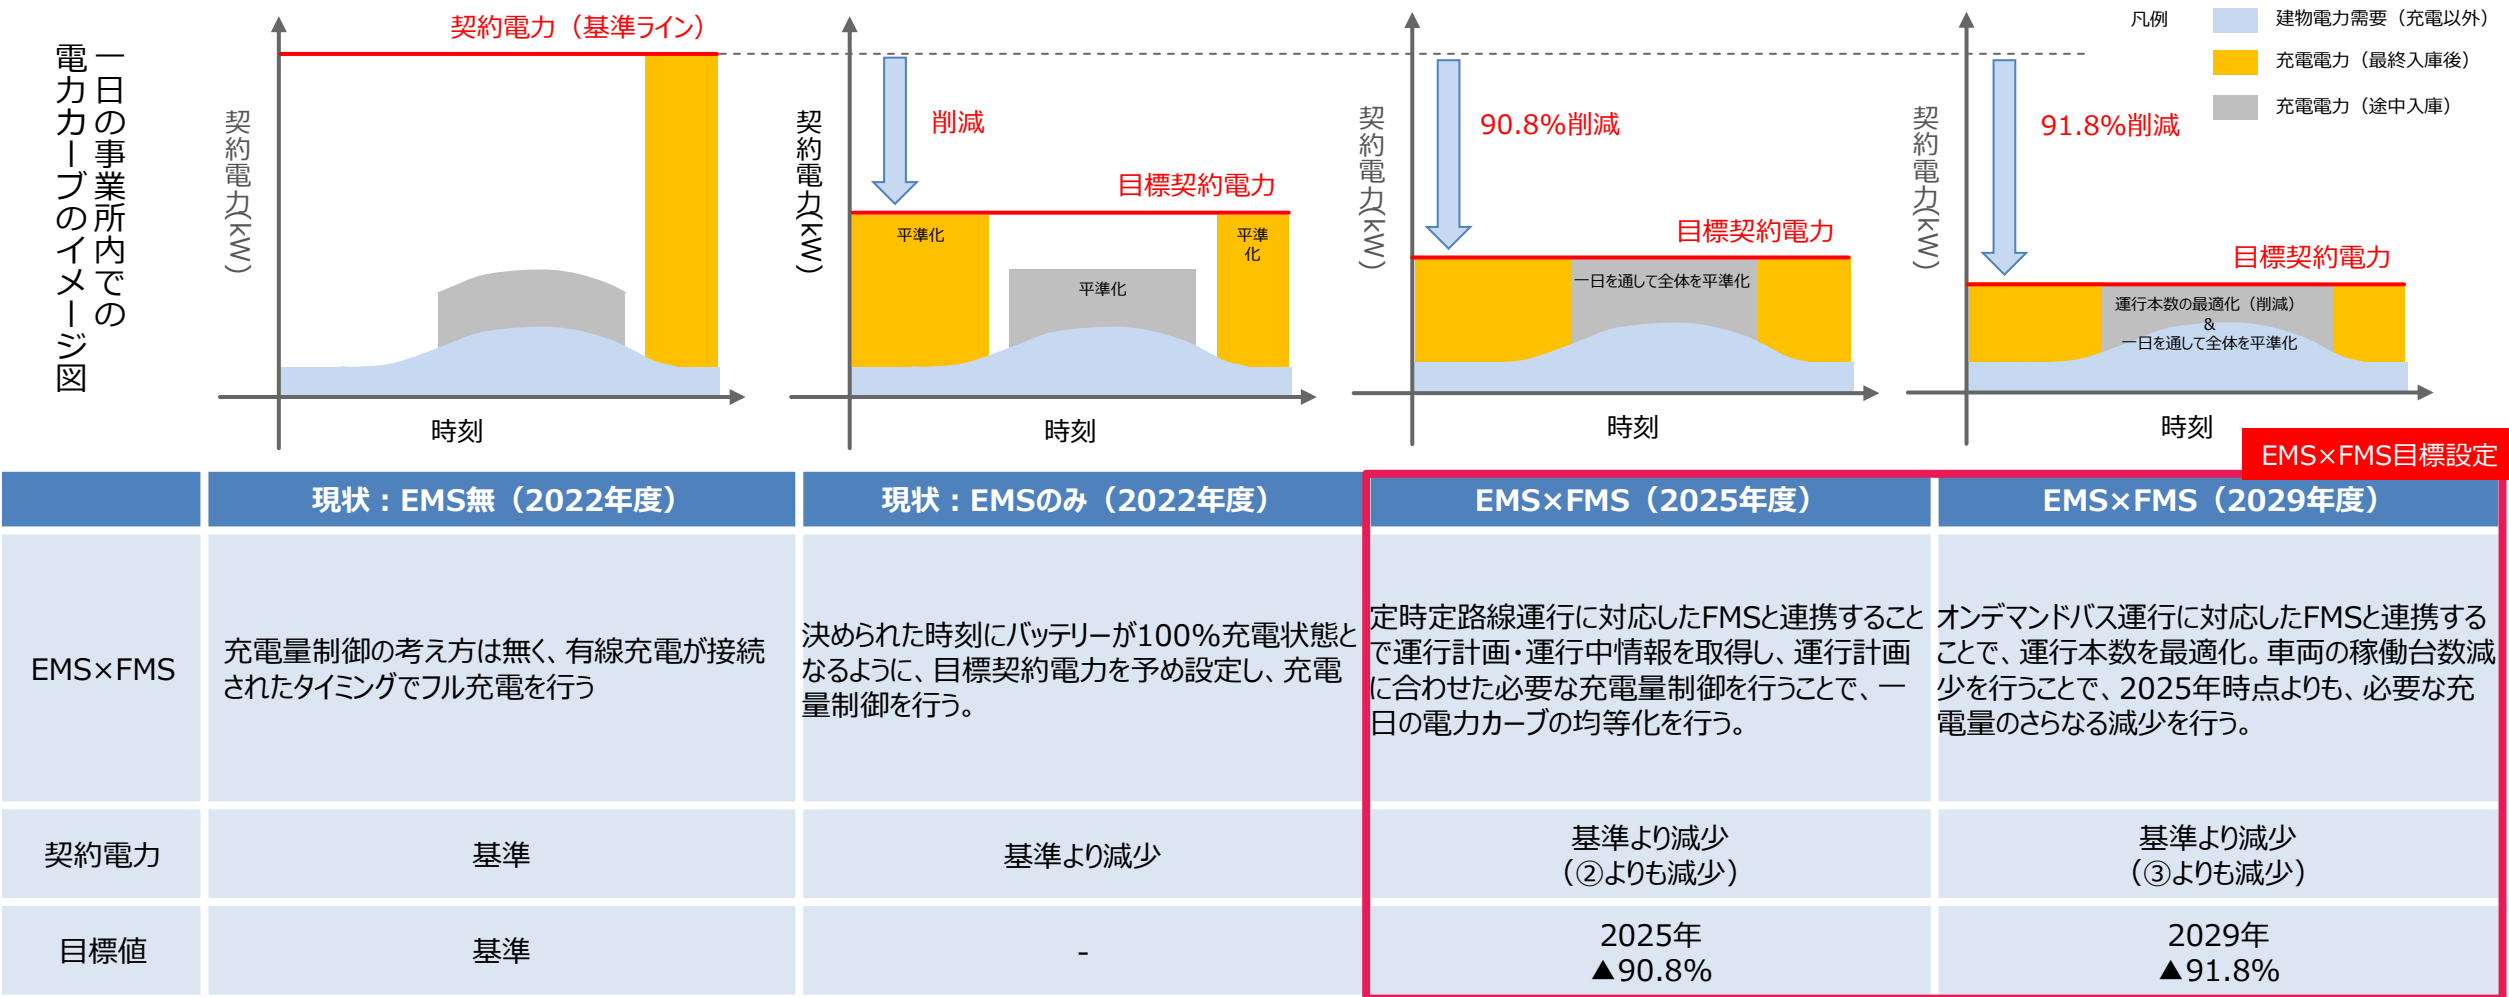 一日の事業所内での
電力カーブのイメージ図
契約電力（基準ライン）
契約電力(kW)
時刻
削減
目標契約電力
契約電力(kW)
平準化
平準化
平準
化
時刻
90.8%削減
目標契約電力
契約電力(kW)
一日を通して全体を平準化
時刻
91.8%削減
目標契約電力
契約電力(kW)
運行本数の最適化（削減）
&
一日を通して全体を平準化
時刻
凡例
建物電力需要（充電以外）
充電電力（最終入庫後）
充電電力（途中入庫）
EMS×FMS目標設定
現状：EMS無（2022年度）
現状：EMSのみ（2022年度）
EMS×FMS（2025年度）
EMS×FMS（2029年度）
EMS×FMS
充電量制御の考え方は無く、有線充電が接続
されたタイミングでフル充電を行う
決められた時刻にバッテリーが100%充電状態と
なるように、目標契約電力を予め設定し、充電
量制御を行う。
定時定路線運行に対応したFMSと連携すること
で運行計画・運行中情報を取得し、運行計画
に合わせた必要な充電量制御を行うことで、一
日の電力カーブの均等化を行う。
オンデマンドバス運行に対応したFMSと連携する
ことで、運行本数を最適化。車両の稼働台数減
少を行うことで、2025年時点よりも、必要な充
電量のさらなる減少を行う。
契約電力
基準
基準より減少
基準より減少
（②よりも減少）
基準より減少
（③よりも減少）
目標値
基準
-
2025年
▲90.8%
2029年
▲91.8%